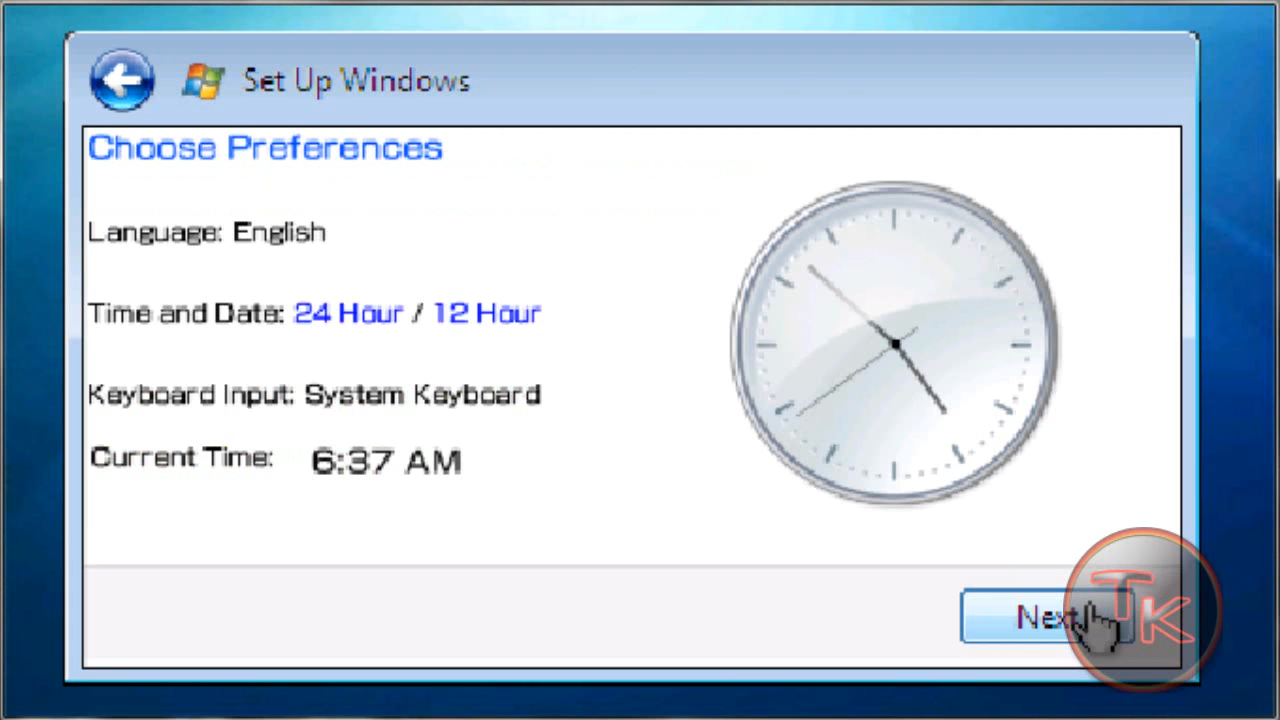 Set Up Windows
Choose Preferences
Language: English
Time and Date: 24 Hour / 12 Hour
Keyboard Input: System Keyboard
Current Time: 6:37 AM
Next
TK